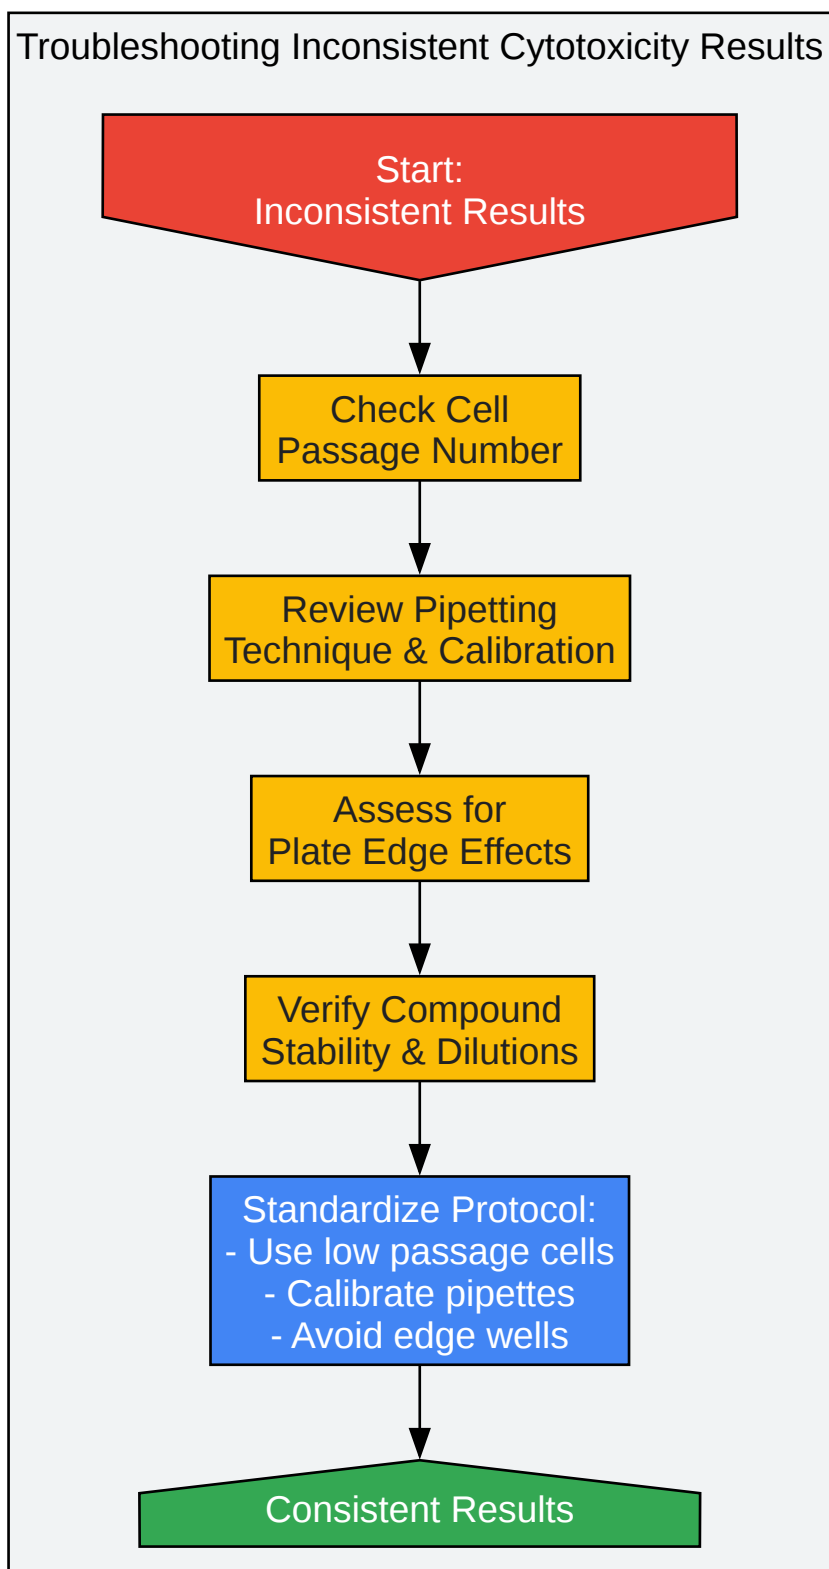 Troubleshooting Inconsistent Cytotoxicity Results
Start:
Inconsistent Results
Check Cell
Passage Number
Review Pipetting
Technique & Calibration
Assess for
Plate Edge Effects
Verify Compound
Stability & Dilutions
Standardize Protocol:
- Use low passage cells
- Calibrate pipettes
- Avoid edge wells
Consistent Results